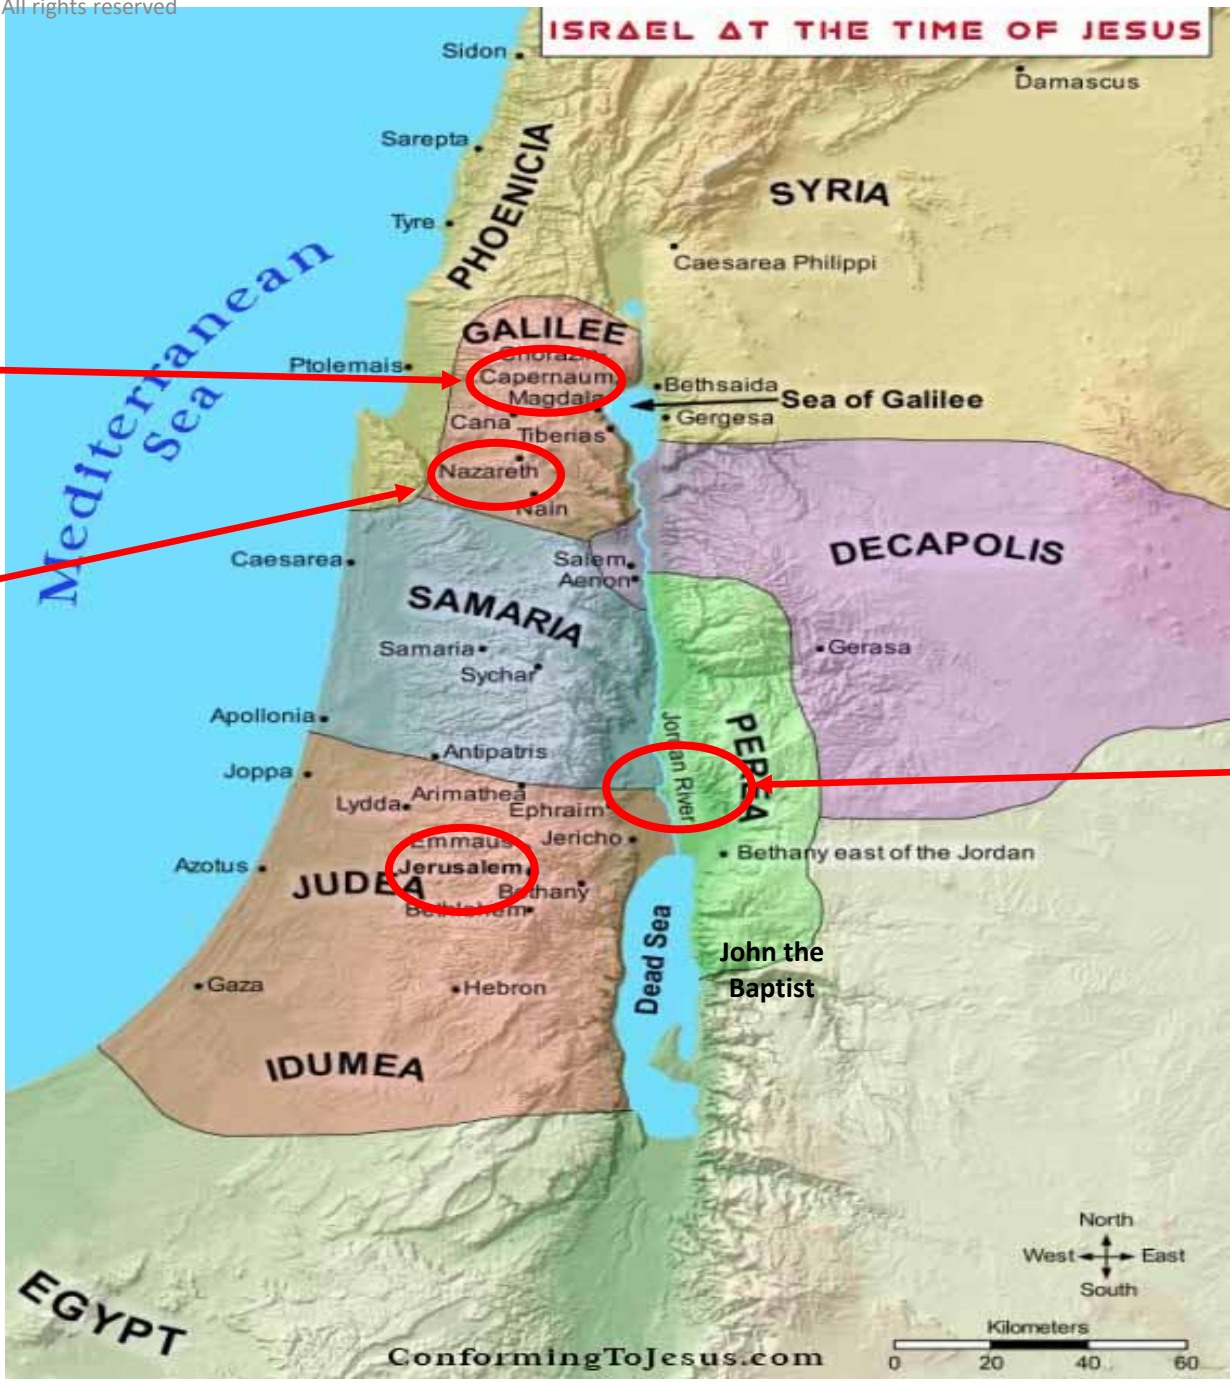 All rights reserved
ISRAEL AT THE TIME OF JESUS
Sidon
Damascus
Sarepta
PHOENICIA
SYRIA
Tyre
Caesarea Philippi
Mediterranean
Sea
GALILEE
Chorazin
Ptolemais
Capernaum
Bethsaida
Magdala
Sea of Galilee
Cana
Gergesa
Tiberias
Nazareth
Nain
DECAPOLIS
Caesarea
Salem
Aenon
SAMARIA
Samaria
Gerasa
Sychar
Apollonia
Jordan River
PEREA
Antipatris
Joppa
Arimathea
Lydda
Ephraim
Emmaus
Jericho
Bethany east of the Jordan
Azotus
Jerusalem
JUDEA
Bethany
Bethlehem
Dead Sea
John the
Baptist
Gaza
Hebron
IDUMEA
North
West
East
South
EGYPT
Kilometers
ConformingToJesus.com
0 20 40 60